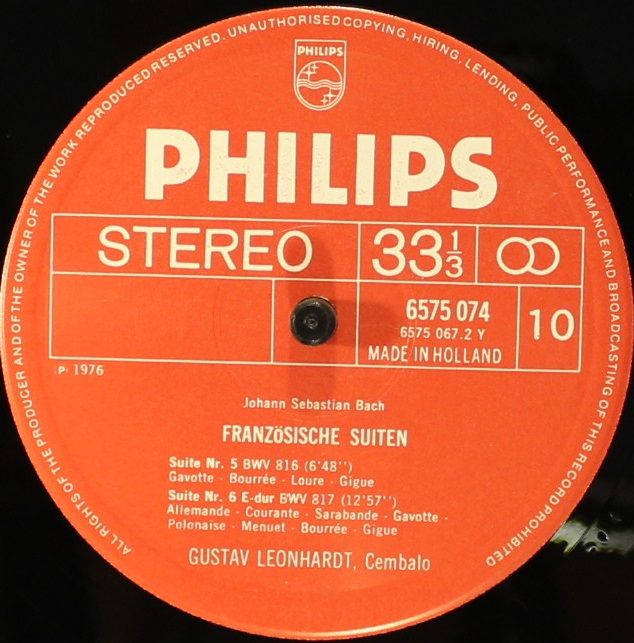 ALL RIGHTS OF THE PRODUCER AND OF THE OWNER OF THE WORK REPRODUCED RESERVED. UNAUTHORISED COPYING, HIRING, LENDING, PUBLIC PERFORMANCE AND BROADCASTING OF THIS RECORD PROHIBITED
PHILIPS
PHILIPS
STEREO 33 1/3
6575 074
6575 067.2 Y
MADE IN HOLLAND
10
(P) 1976
Johann Sebastian Bach
FRANZÖSISCHE SUITEN
Suite Nr. 5 BWV 816 (6'48'')
Gavotte - Bourrée - Loure - Gigue
Suite Nr. 6 E-dur BWV 817 (12'57'')
Allemande - Courante - Sarabande - Gavotte -
Polonaise - Menuet - Bourrée - Gigue
GUSTAV LEONHARDT, Cembalo